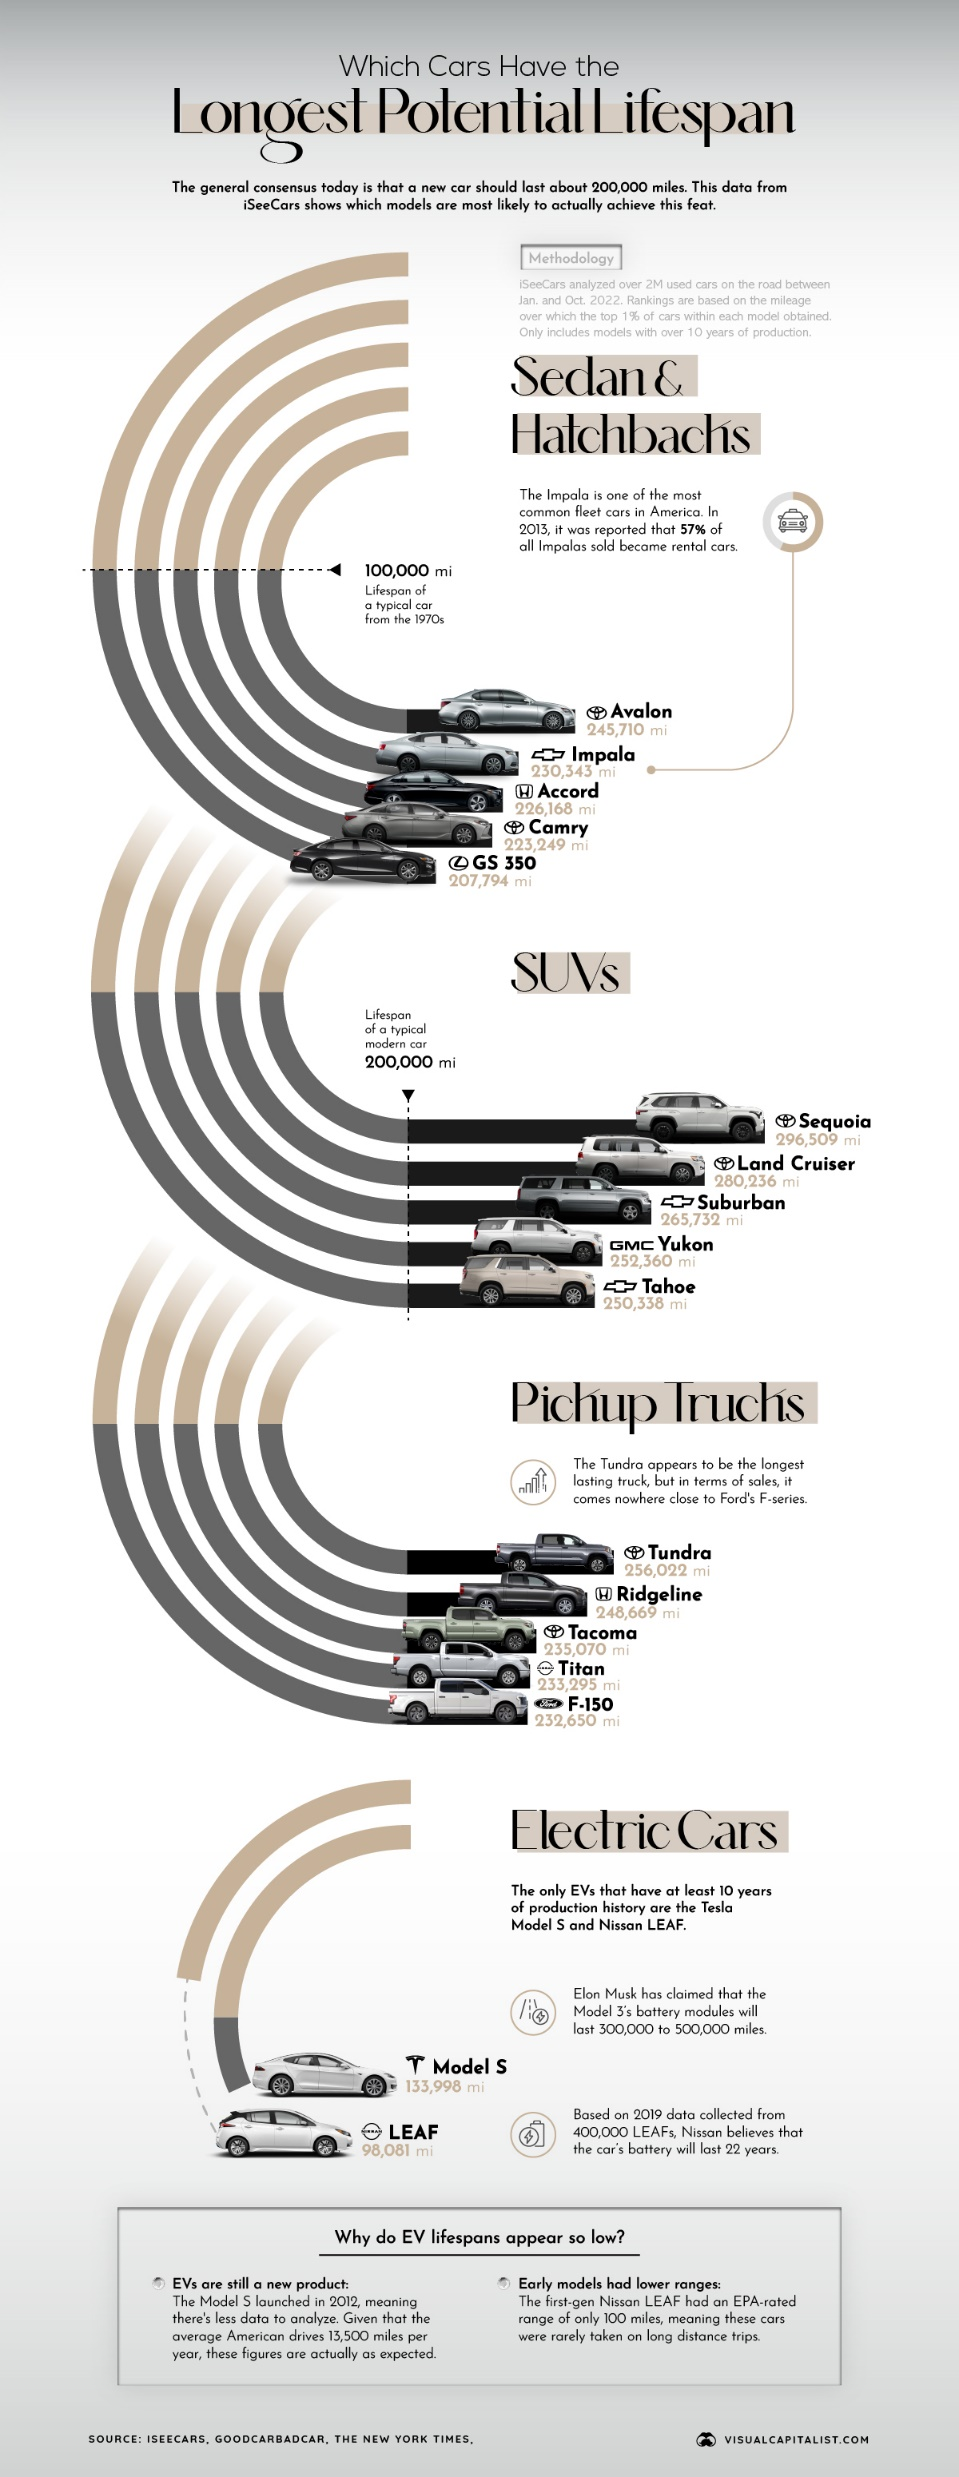 Which Cars Have the
Longest Potential Lifespan
The general consensus today is that a new car should last about 200,000 miles. This data from
iSeeCars shows which models are most likely to actually achieve this feat.
Methodology
iSeeCars analyzed over 2M used cars on the road between
Jan. and Oct. 2022. Rankings are based on the mileage
over which the top 1% of cars within each model obtained.
Only includes models with over 10 years of production.
Sedan &
Hatchbacks
The Impala is one of the most
common fleet cars in America. In
2013, it was reported that 57% of
all Impalas sold became rental cars.
100,000 mi
Lifespan of
a typical car
from the 1970s
Avalon
245,710 mi
Impala
230,343 mi
Accord
226,168 mi
Camry
223,249 mi
GS 350
207,794 mi
SUVs
Lifespan
of a typical
modern car
200,000 mi
Sequoia
296,509 mi
Land Cruiser
280,236 mi
Suburban
265,732 mi
GMC Yukon
252,360 mi
Tahoe
250,338 mi
Pickup Trucks
The Tundra appears to be the longest
lasting truck, but in terms of sales, it
comes nowhere close to Ford's F-series.
Tundra
256,022 mi
Ridgeline
248,669 mi
Tacoma
235,070 mi
Titan
233,295 mi
Ford F-150
232,650 mi
Electric Cars
The only EVs that have at least 10 years
of production history are the Tesla
Model S and Nissan LEAF.
Elon Musk has claimed that the
Model 3's battery modules will
last 300,000 to 500,000 miles.
Model S
133,998 mi
Based on 2019 data collected from
400,000 LEAFs, Nissan believes that
the car's battery will last 22 years.
LEAF
98,081 mi
Why do EV lifespans appear so low?
EVs are still a new product:
The Model S launched in 2012, meaning
there's less data to analyze. Given that the
average American drives 13,500 miles per
year, these figures are actually as expected.
Early models had lower ranges:
The first-gen Nissan LEAF had an EPA-rated
range of only 100 miles, meaning these cars
were rarely taken on long distance trips.
SOURCE: ISEECARS, GOODCARBADCAR, THE NEW YORK TIMES,
VISUALCAPITALIST.COM